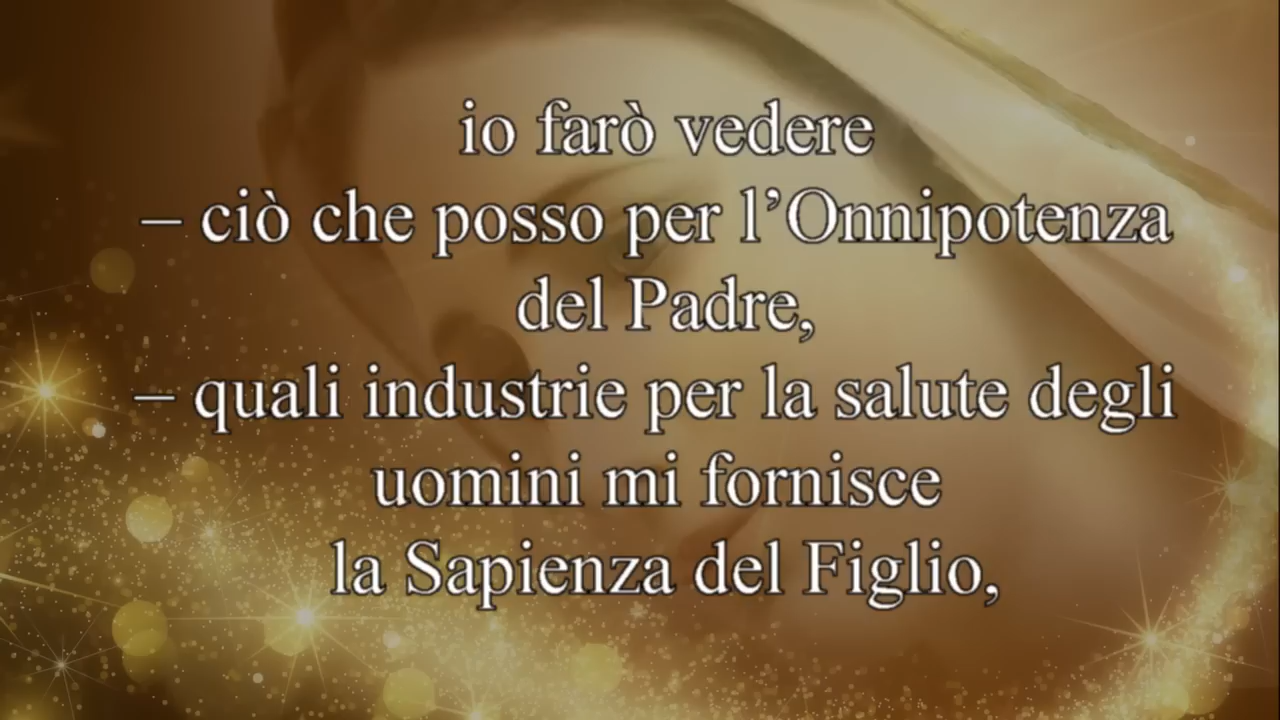 io farò vedere
– ciò che posso per l’Onnipotenza
del Padre,
– quali industrie per la salute degli
uomini mi fornisce
la Sapienza del Figlio,